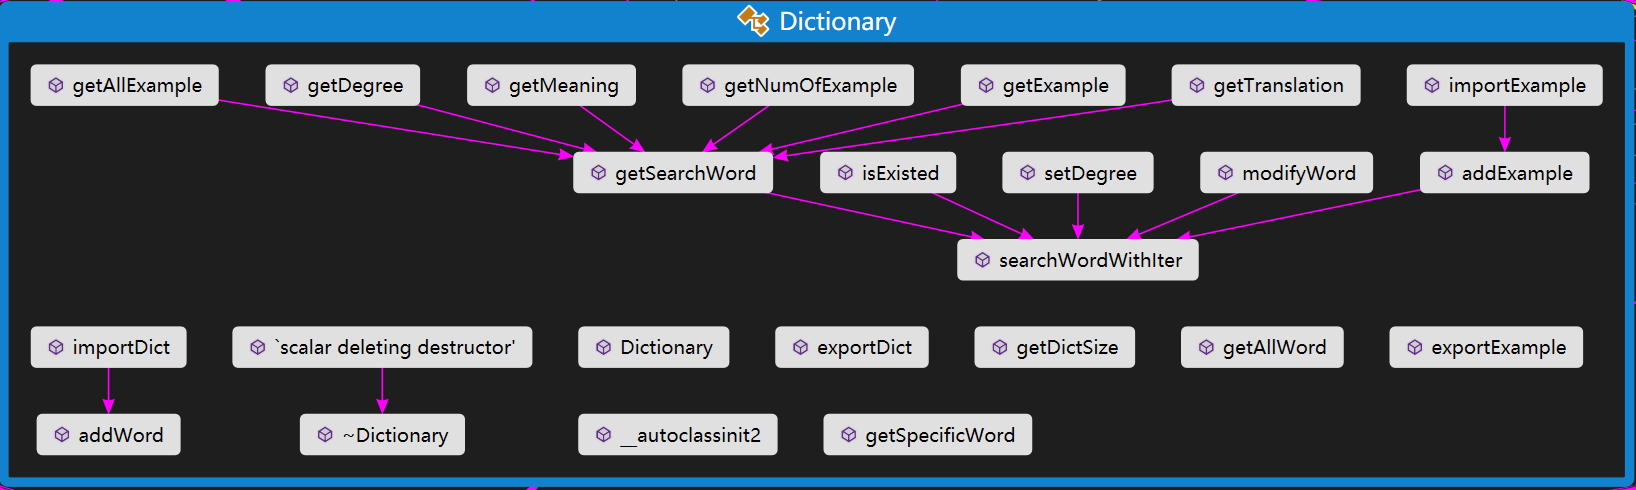 Dictionary
getAllExample
getDegree
getMeaning
getNumOfExample
getExample
getTranslation
importExample
getSearchWord
isExisted
setDegree
modifyWord
addExample
searchWordWithIter
importDict
`scalar deleting destructor'
Dictionary
exportDict
getDictSize
getAllWord
exportExample
addWord
~Dictionary
__autoclassinit2
getSpecificWord